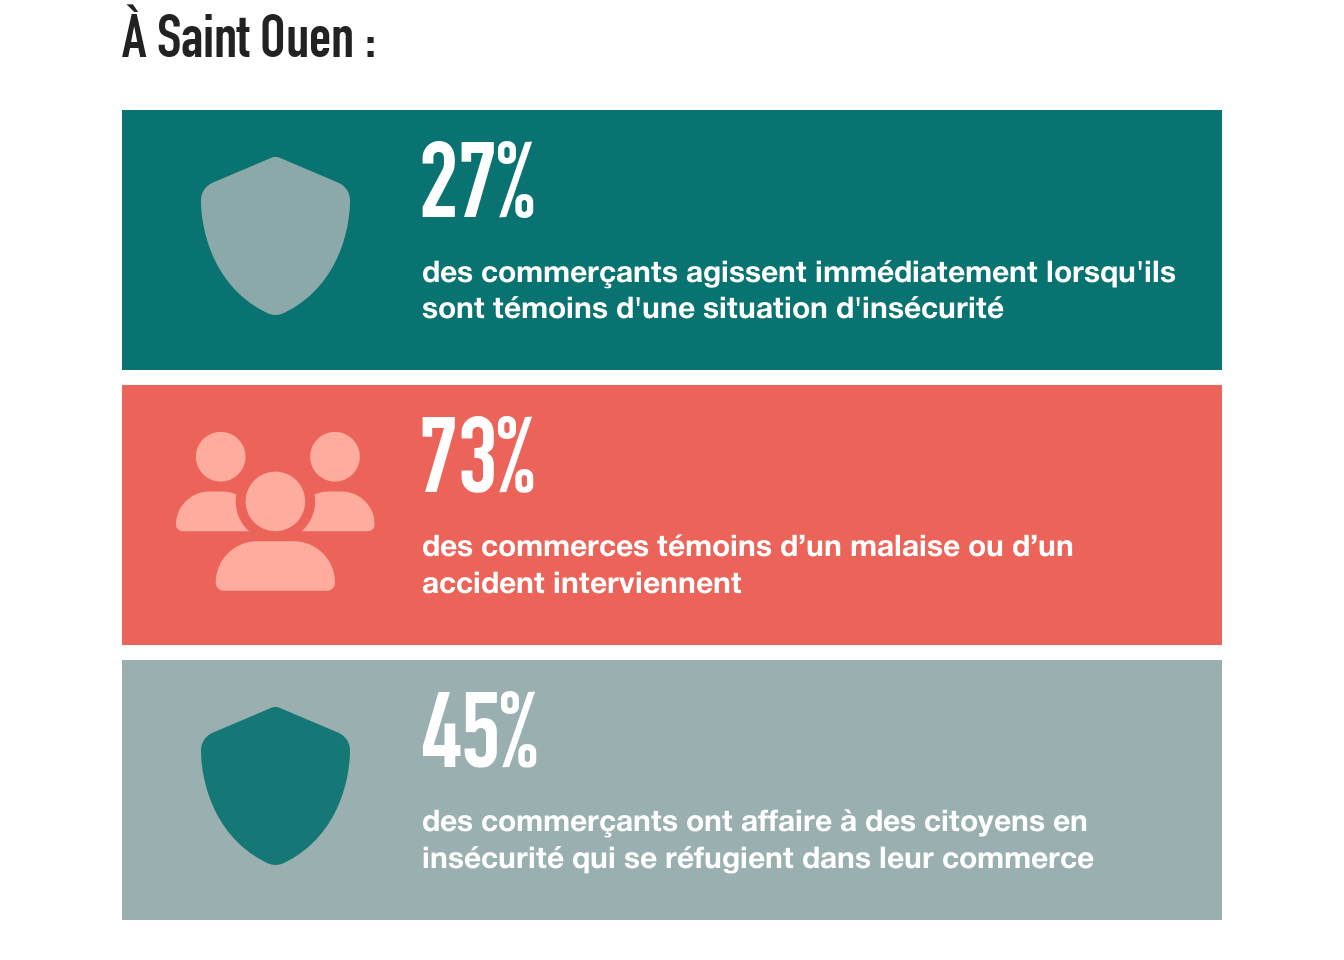 À Saint Ouen :
27%
des commerçants agissent immédiatement lorsqu'ils
sont témoins d'une situation d'insécurité
73%
des commerces témoins d’un malaise ou d’un
accident interviennent
45%
des commerçants ont affaire à des citoyens en
insécurité qui se réfugient dans leur commerce